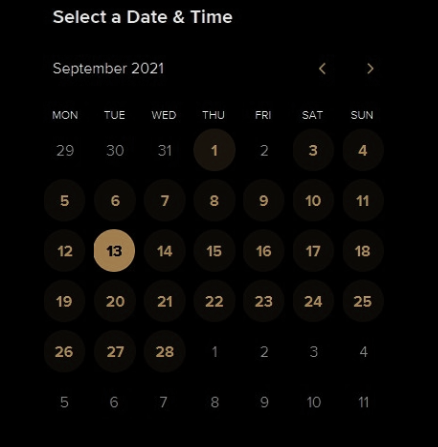 Select a Date & Time
September 2021
MON TUE WED THU FRI SAT SUN
29 30 31 1 2 3 4
5 6 7 8 9 10 11
12 13 14 15 16 17 18
19 20 21 22 23 24 25
26 27 28 1 2 3 4
5 6 7 8 9 10 11